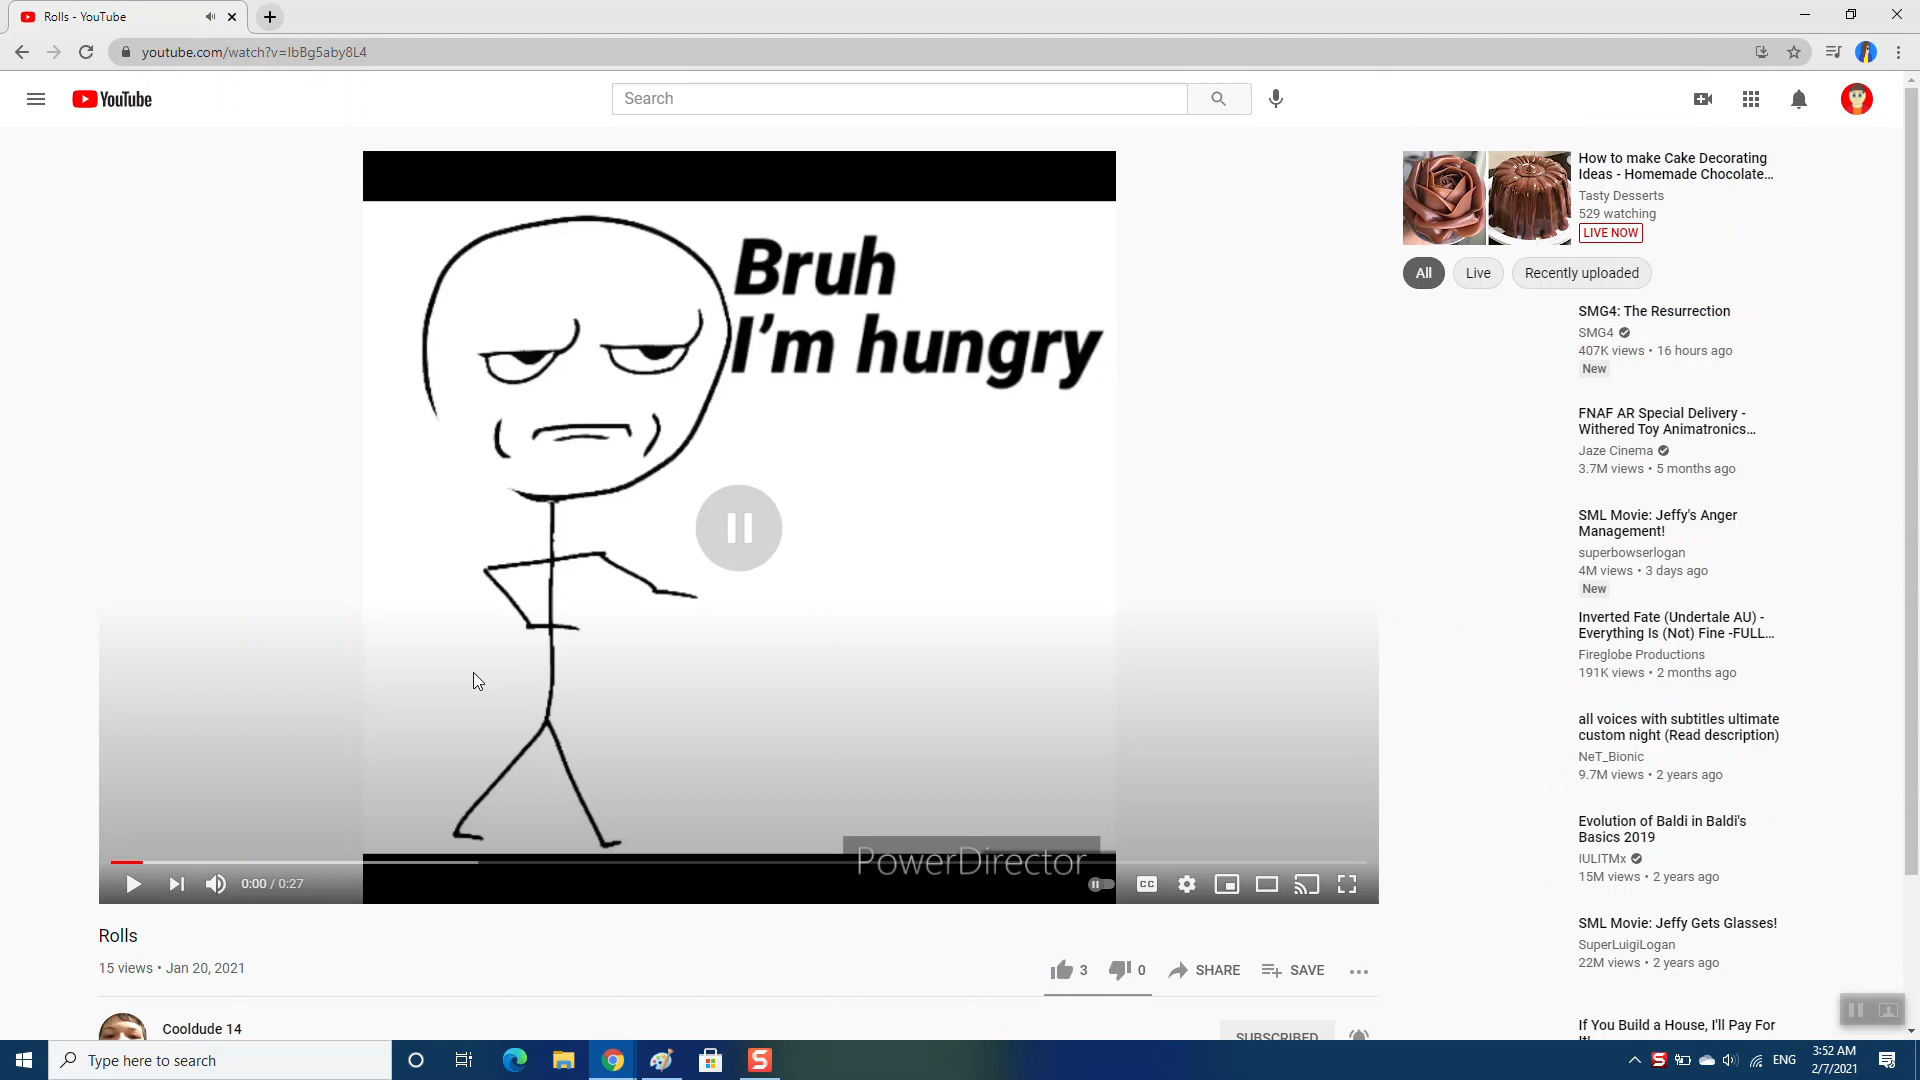 Rolls - YouTube
youtube.com/watch?v=lbBg5aby8L4
YouTube
Search
Bruh
I'm hungry
PowerDirector
0:00 / 0:27
CC
Rolls
15 views • Jan 20, 2021
3
0
SHARE
SAVE
Cooldude 14
SUBSCRIBED
How to make Cake Decorating
Ideas - Homemade Chocolate...
Tasty Desserts
529 watching
LIVE NOW
All
Live
Recently uploaded
SMG4: The Resurrection
SMG4
407K views • 16 hours ago
New
FNAF AR Special Delivery -
Withered Toy Animatronics...
Jaze Cinema
3.7M views • 5 months ago
SML Movie: Jeffy's Anger
Management!
superbowserlogan
4M views • 3 days ago
New
Inverted Fate (Undertale AU) -
Everything Is (Not) Fine -FULL...
Fireglobe Productions
191K views • 2 months ago
all voices with subtitles ultimate
custom night (Read description)
NeT_Bionic
9.7M views • 2 years ago
Evolution of Baldi in Baldi's
Basics 2019
IULITMx
15M views • 2 years ago
SML Movie: Jeffy Gets Glasses!
SuperLuigiLogan
22M views • 2 years ago
If You Build a House, I'll Pay For
It!
Type here to search
S
S
ENG
3:52 AM
2/7/2021